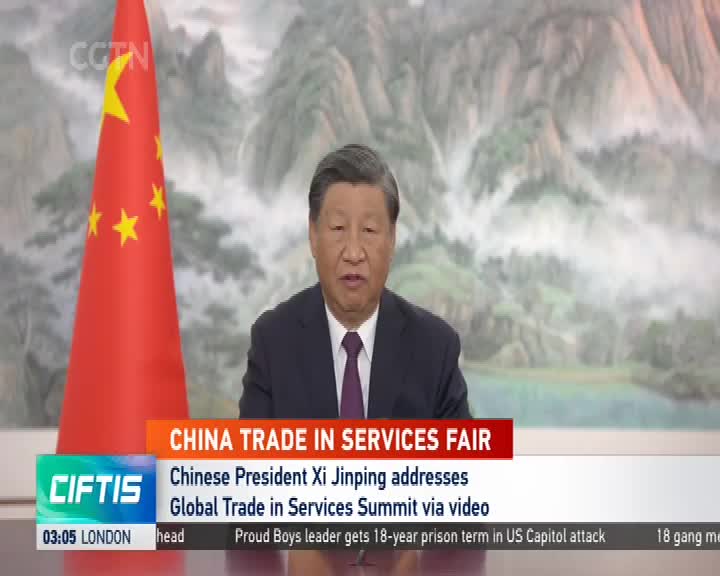 CGTN
CHINA TRADE IN SERVICES FAIR
Chinese President Xi Jinping addresses
Global Trade in Services Summit via video
CIFTIS
03:05 LONDON
head Proud Boys leader gets 18-year prison term in US Capitol attack 18 gang me